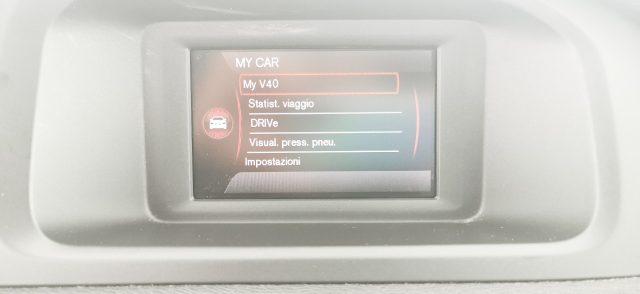 MY CAR
My V40
Statist. viaggio
DRIVe
Visual. press. pneu.
Impostazioni